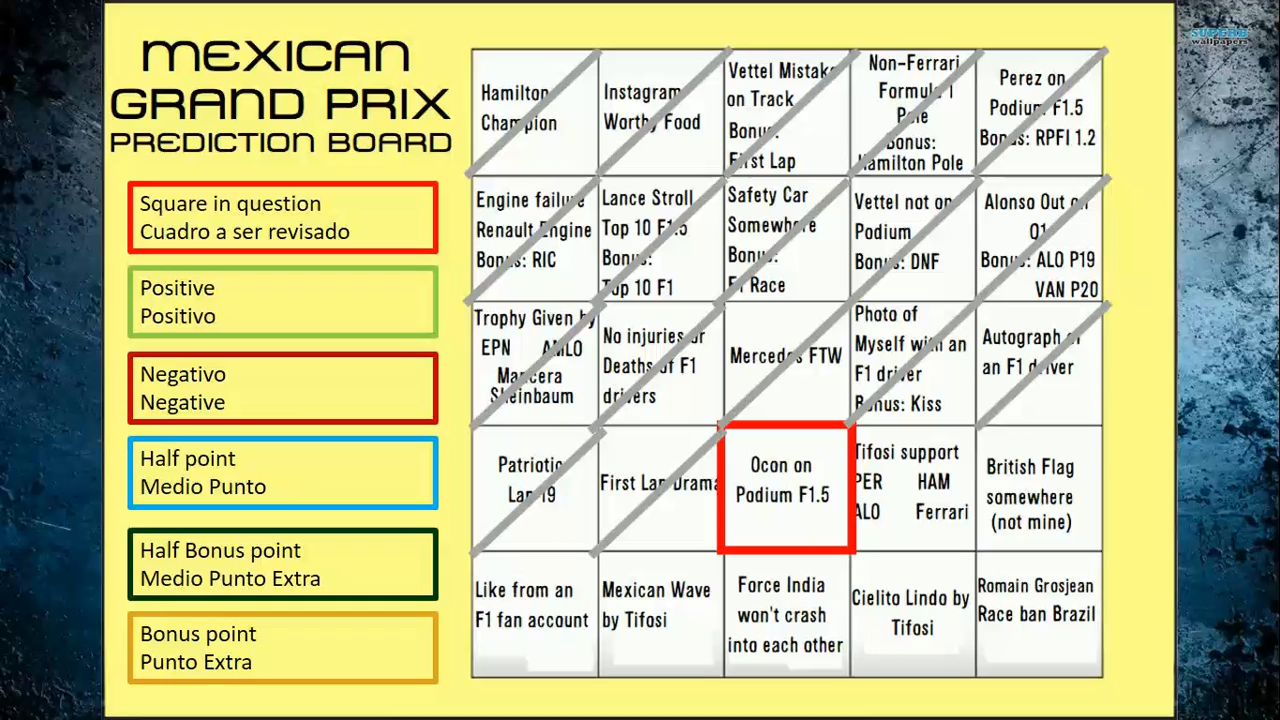 MEXICAN
GRAND PRIX
PREDICTION BOARD
Square in question
Cuadro a ser revisado
Positive
Positivo
Negativo
Negative
Half point
Medio Punto
Half Bonus point
Medio Punto Extra
Bonus point
Punto Extra
Hamilton
Champion
Instagram
Worthy Food
Vettel Mistake
on Track
Bonus:
First Lap
Non-Ferrari
Formula 1
Pole
Bonus:
Hamilton Pole
Perez on
Podium F1.5
Bonus: RPFI 1.2
Engine failure
Renault Engine
Bonus: RIC
Lance Stroll
Top 10 F1.5
Bonus:
Top 10 F1
Safety Car
Somewhere
Bonus:
F1 Race
Vettel not on
Podium
Bonus: DNF
Alonso Out on
Q1
Bonus: ALO P19
VAN P20
Trophy Given by
EPN AMLO
Mancera
Sheinbaum
No injuries or
Deaths of F1
drivers
Mercedes FTW
Photo of
Myself with an
F1 driver
Bonus: Kiss
Autograph of
an F1 driver
Patriotic
Lap 19
First Lap Drama
Ocon on
Podium F1.5
Tifosi support
PER HAM
ALO Ferrari
British Flag
somewhere
(not mine)
Like from an
F1 fan account
Mexican Wave
by Tifosi
Force India
won't crash
into each other
Cielito Lindo by
Tifosi
Romain Grosjean
Race ban Brazil
SUPERB
wallpapers